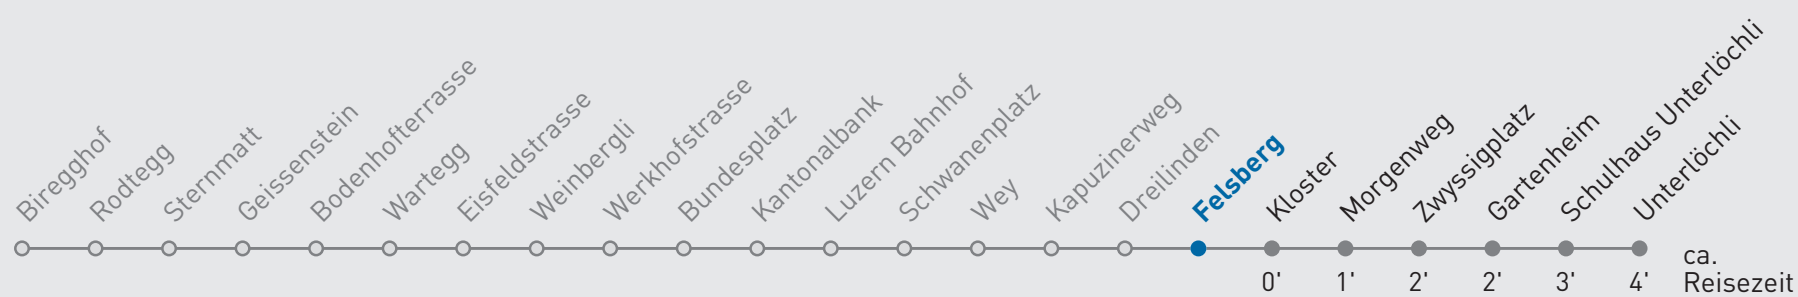 Biregghof
Rodtegg
Sternmatt
Geissenstein
Bodenhofterrasse
Wartegg
Eisfeldstrasse
Weinbergli
Werkhofstrasse
Bundesplatz
Kantonalbank
Luzern Bahnhof
Schwanenplatz
Wey
Kapuzinerweg
Dreilinden
Felsberg
Kloster
Morgenweg
Zwyssigplatz
Gartenheim
Schulhaus Unterlöchli
Unterlöchli
0' 1' 2' 2' 3' 4'
ca.
Reisezeit